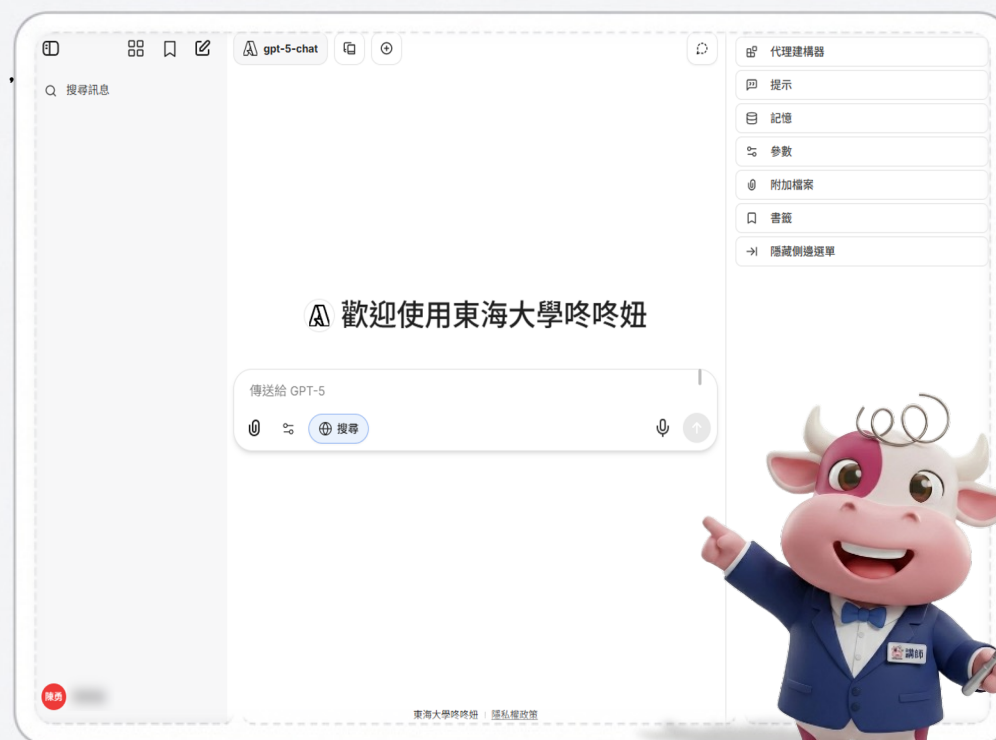 gpt-5-chat
搜尋訊息
代理建構器
提示
記憶
參數
附加檔案
書籤
隱藏側邊選單
歡迎使用東海大學咚咚妞
傳送給 GPT-5
搜尋
講師
陳勇
東海大學咚咚妞 | 隱私權政策